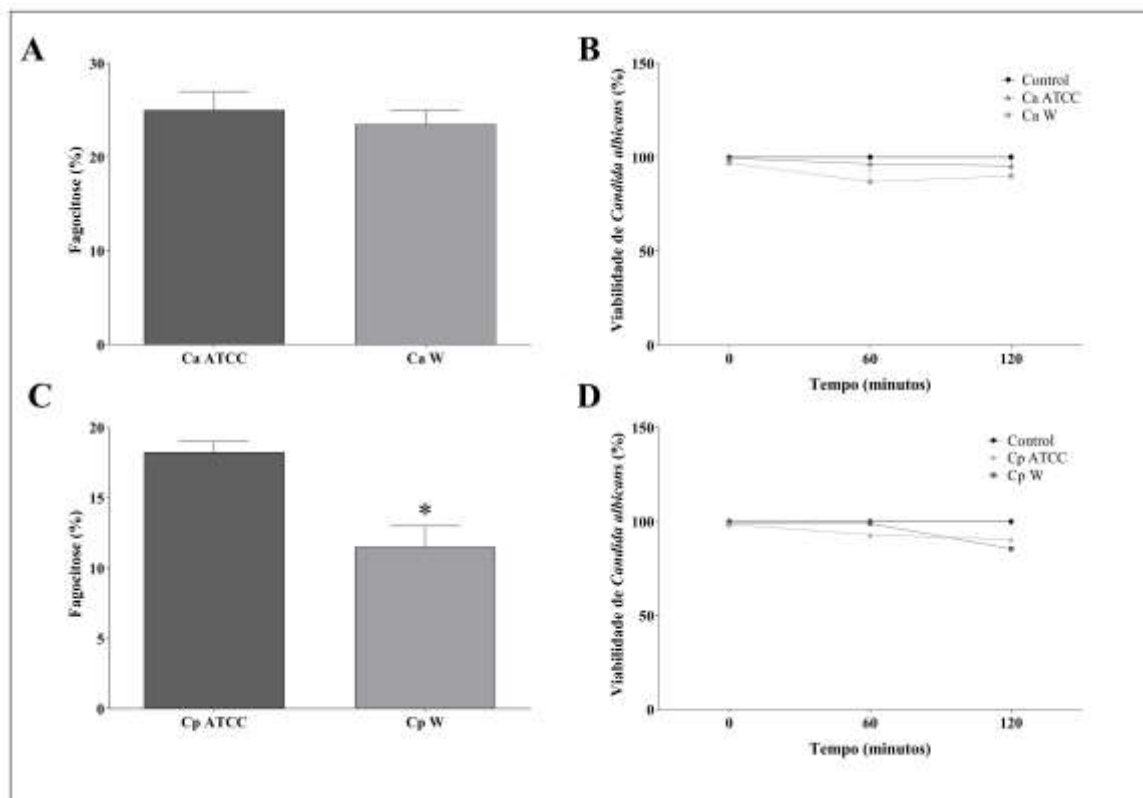 A
30
20
10
0
Fagocitose (%)
Ca ATCC
Ca W
B
150
100
50
0
Viabilidade de Candida albicans (%)
Control
Ca ATCC
Ca W
0
60
120
Tempo (minutos)
C
20
15
10
5
0
Fagocitose (%)
*
Cp ATCC
Cp W
D
150
100
50
0
Viabilidade de Candida albicans (%)
Control
Cp ATCC
Cp W
0
60
120
Tempo (minutos)